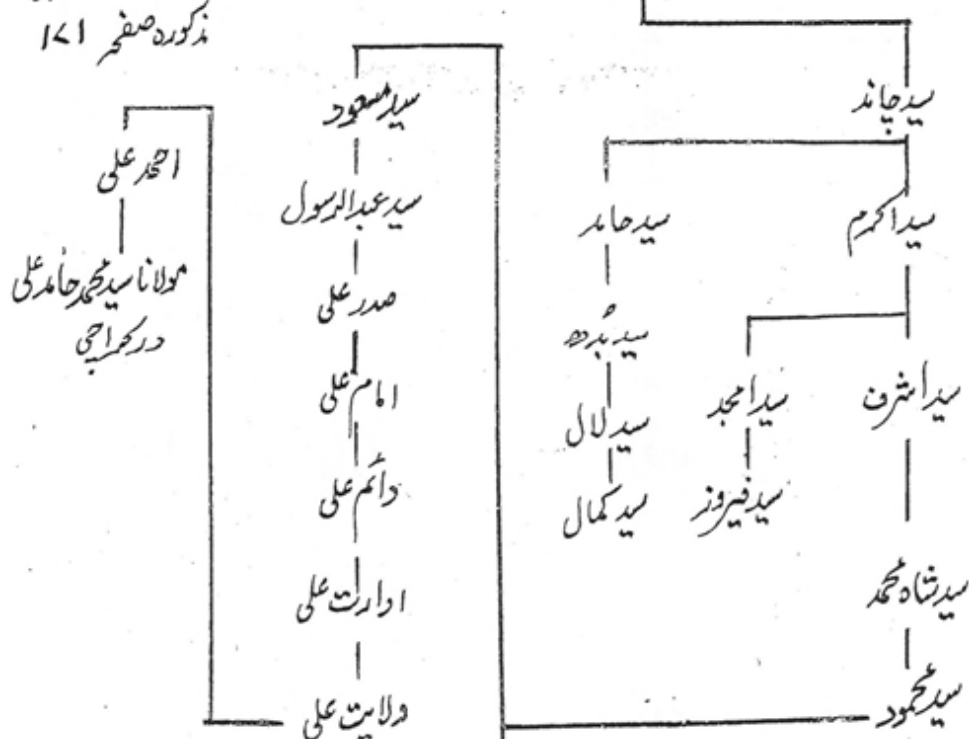 مذکورہ صفحہ ۱۷۱
سید چاند
سید اکرم
سید حامد
سید اشرف
سید امجد
سید بُدھ
سید فیروز
سید لال
سید کمال
سید شاہ محمد
سید محمود
سید مسعود
سید عبدالرسول
صدر علی
امام علی
دائم علی
ادارت علی
ولایت علی
احمد علی
مولانا سید محمد حامد علی
در کراچی